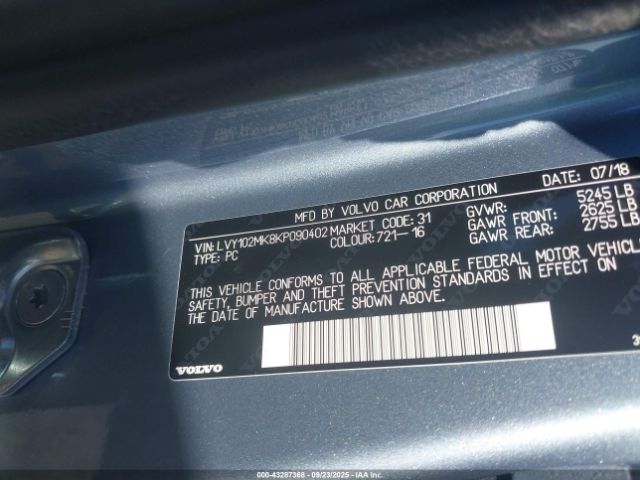 MFD BY VOLVO CAR CORPORATION
DATE: 07/18
VIN: LVY102MK8KP090402
MARKET CODE: 31
TYPE: PC
COLOUR: 721-16
GVWR: 5245 LB
GAWR FRONT: 2625 LB
GAWR REAR: 2755 LB
THIS VEHICLE CONFORMS TO ALL APPLICABLE FEDERAL MOTOR VEHICL
SAFETY, BUMPER AND THEFT PREVENTION STANDARDS IN EFFECT ON
THE DATE OF MANUFACTURE SHOWN ABOVE.
VOLVO
00-43287368 - 09/23/2025 - ©IAA, LLC